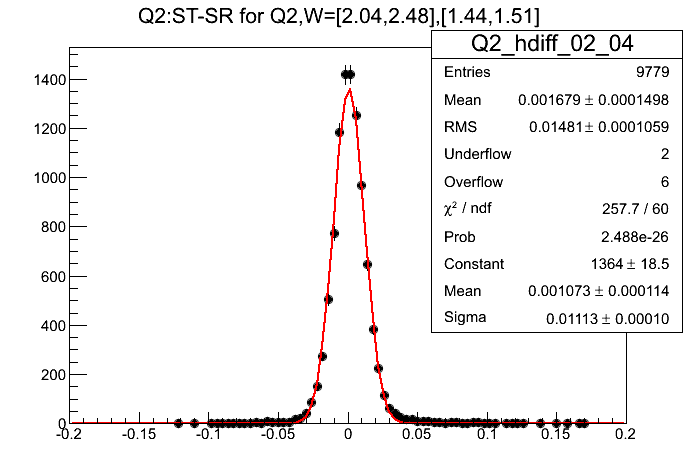 Q2:ST-SR for Q2,W=[2.04,2.48],[1.44,1.51]
Q2_hdiff_02_04
Entries 9779
Mean 0.001679 ± 0.0001498
RMS 0.01481 ± 0.0001059
Underflow 2
Overflow 6
χ² / ndf 257.7 / 60
Prob 2.488e-26
Constant 1364 ± 18.5
Mean 0.001073 ± 0.000114
Sigma 0.01113 ± 0.00010
1400
1200
1000
800
600
400
200
0
-0.2 -0.15 -0.1 -0.05 0 0.05 0.1 0.15 0.2